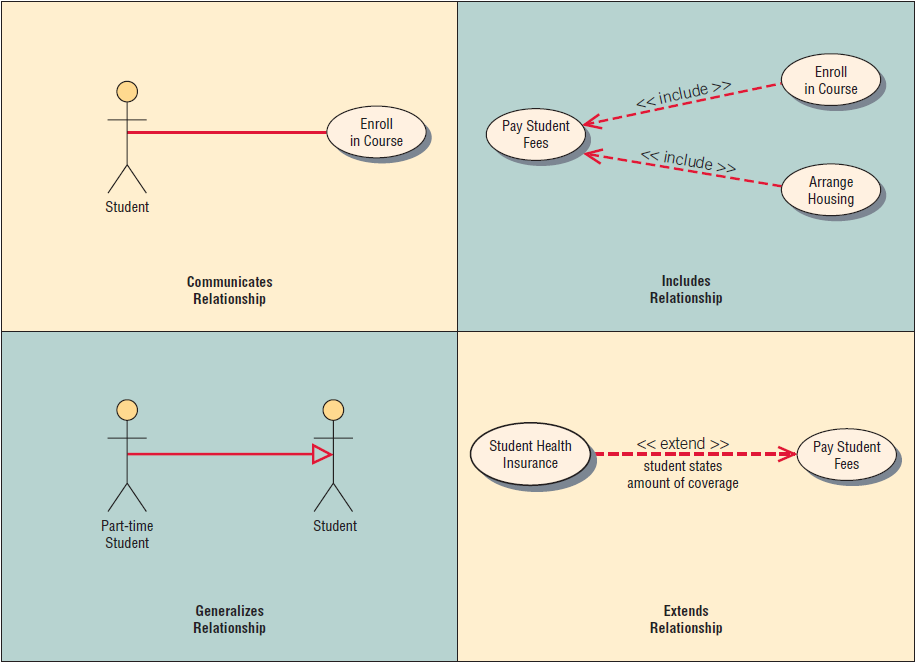 Student
Enroll
in Course
Communicates
Relationship
Pay Student
Fees
<< include >>
Enroll
in Course
<< include >>
Arrange
Housing
Includes
Relationship
Part-time
Student
Student
Generalizes
Relationship
Student Health
Insurance
<< extend >>
student states
amount of coverage
Pay Student
Fees
Extends
Relationship